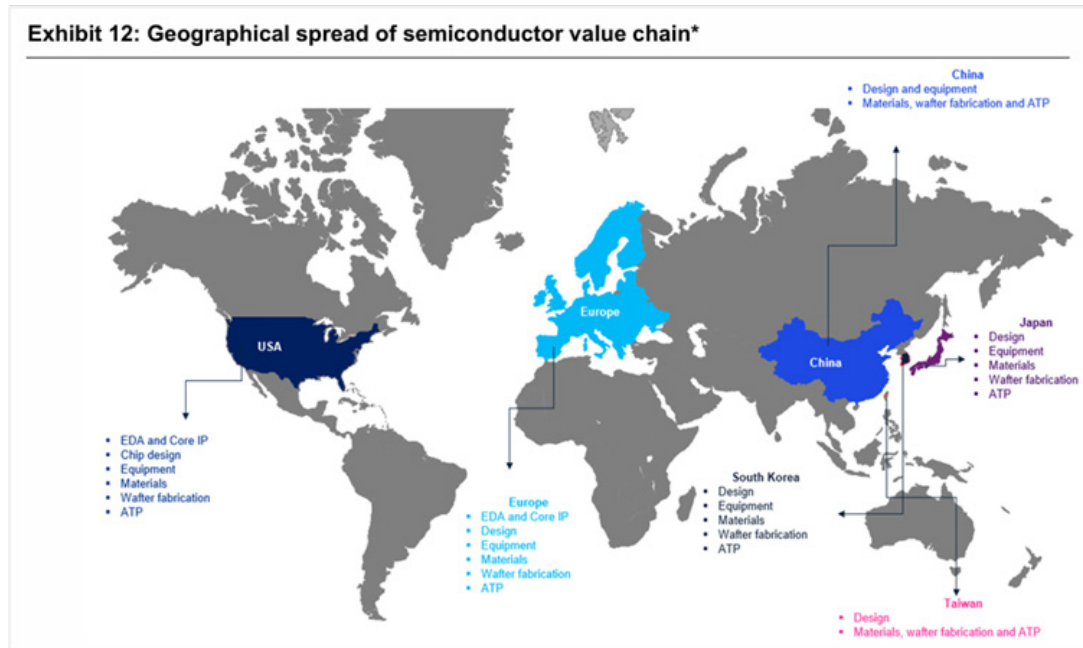 Exhibit 12: Geographical spread of semiconductor value chain*
China
▪ Design and equipment
▪ Materials, wafter fabrication and ATP
USA
Europe
China
Japan
▪ Design
▪ Equipment
▪ Materials
▪ Wafter fabrication
▪ ATP
▪ EDA and Core IP
▪ Chip design
▪ Equipment
▪ Materials
▪ Wafter fabrication
▪ ATP
Europe
▪ EDA and Core IP
▪ Design
▪ Equipment
▪ Materials
▪ Wafter fabrication
▪ ATP
South Korea
▪ Design
▪ Equipment
▪ Materials
▪ Wafter fabrication
▪ ATP
Taiwan
▪ Design
▪ Materials, wafter fabrication and ATP